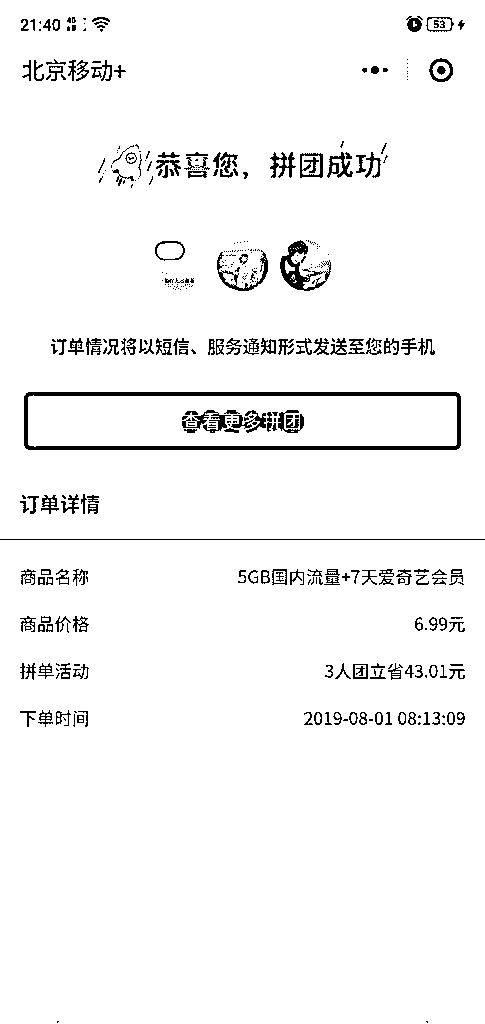 21:40
53
北京移动+
恭喜您，拼团成功
订单情况将以短信、服务通知形式发送至您的手机
查看更多拼团
订单详情
商品名称 5GB国内流量+7天爱奇艺会员
商品价格 6.99元
拼单活动 3人团立省43.01元
下单时间 2019-08-01 08:13:09